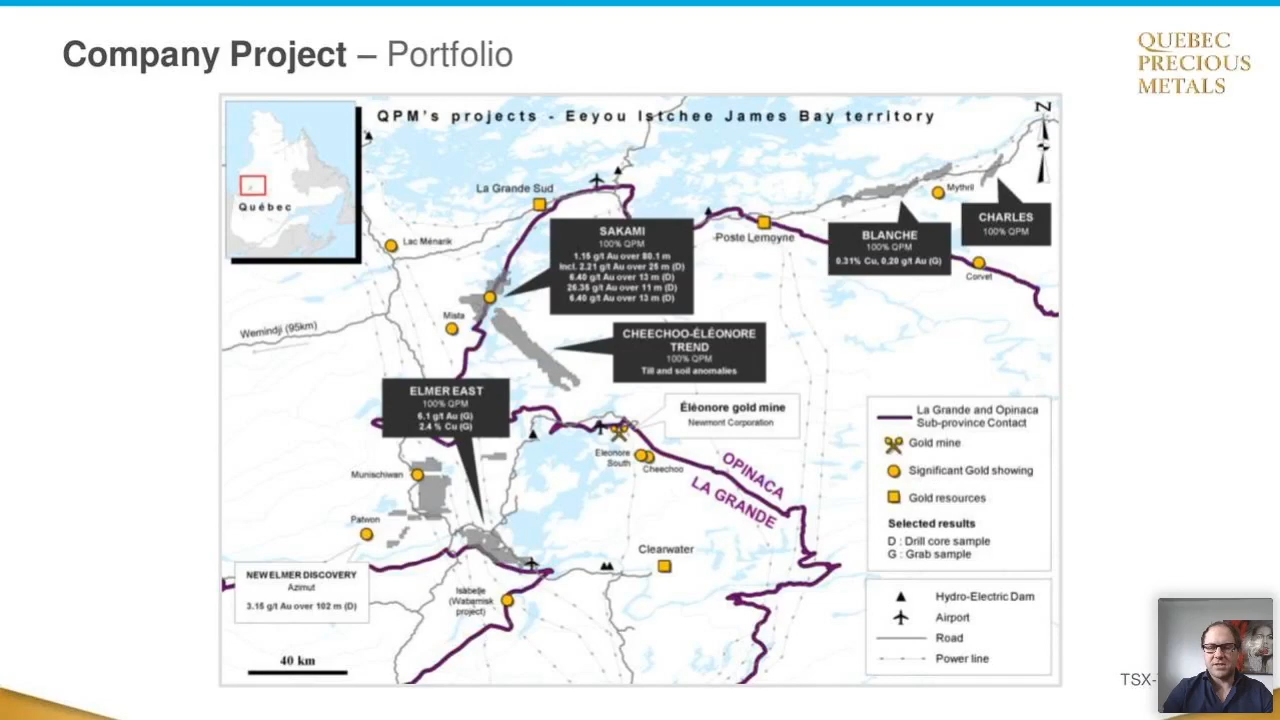 Company Project – Portfolio
QUEBEC
PRECIOUS
METALS
QPM's projects - Eeyou Istchee James Bay territory
N
Québec
La Grande Sud
Mythril
Lac Ménarik
SAKAMI
100% QPM
1.15 g/t Au over 80.1 m
Incl. 2.21 g/t Au over 25 m (D)
6.40 g/t Au over 13 m (D)
26.35 g/t Au over 11 m (D)
6.40 g/t Au over 13 m (D)
Poste Lemoyne
BLANCHE
100% QPM
0.31% Cu, 0,20 g/t Au (G)
CHARLES
100% QPM
Corvet
Wemindji (95km)
Mista
CHEECHOO-ÉLÉONORE
TREND
100% QPM
Till and soil anomalies
ELMER EAST
100% QPM
6.1 g/t Au (G)
2.4 % Cu (G)
Éléonore gold mine
Newmont Corporation
Eleonore
South
Cheechoo
OPINACA
LA GRANDE
Munischiwan
Patwon
Clearwater
NEW ELMER DISCOVERY
Azimut
3.15 g/t Au over 102 m (D)
Isabelle
(Wabamisk
project)
40 km
La Grande and Opinaca
Sub-province Contact
Gold mine
Significant Gold showing
Gold resources
Selected results
D : Drill core sample
G : Grab sample
Hydro-Electric Dam
Airport
Road
Power line